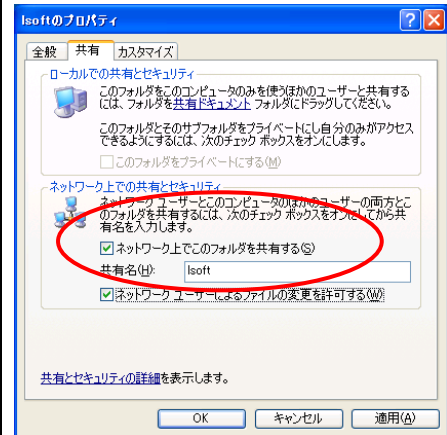 Isoftのプロパティ
全般 共有 カスタマイズ
ローカルでの共有とセキュリティ
このフォルダをこのコンピュータのみを使うほかのユーザーと共有する
には、フォルダを共有ドキュメント フォルダにドラッグしてください。
このフォルダとそのサブフォルダをプライベートにし自分のみがアクセス
できるようにするには、次のチェック ボックスをオンにします。
このフォルダをプライベートにする(M)
ネットワーク上での共有とセキュリティ
ネットワーク ユーザーとこのコンピュータのほかのユーザーの両方とこ
のフォルダを共有するには、次のチェック ボックスをオンにしてから共
有名を入力します。
ネットワーク上でこのフォルダを共有する(S)
共有名(H): Isoft
ネットワーク ユーザーによるファイルの変更を許可する(W)
共有とセキュリティの詳細を表示します。
OK キャンセル 適用(A)